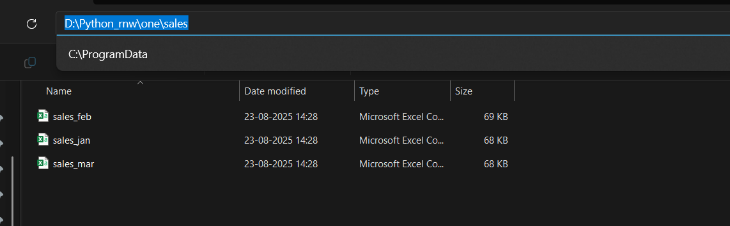 D:\Python_rnw\one\sales
C:\ProgramData
Name Date modified Type Size
sales_feb 23-08-2025 14:28 Microsoft Excel Co... 69 KB
sales_jan 23-08-2025 14:28 Microsoft Excel Co... 68 KB
sales_mar 23-08-2025 14:28 Microsoft Excel Co... 68 KB